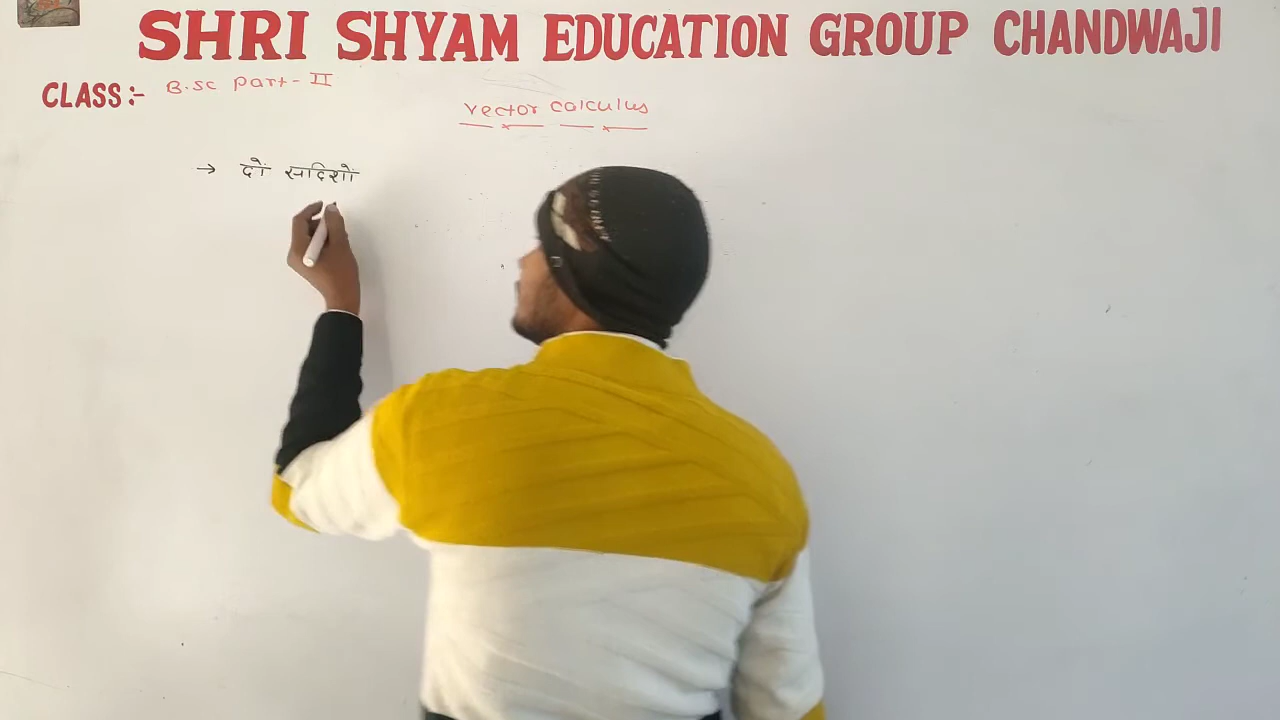 SHRI SHYAM EDUCATION GROUP CHANDWAJI
CLASS:- B.SC Part-II
vector calculus
→ दो सदिशों